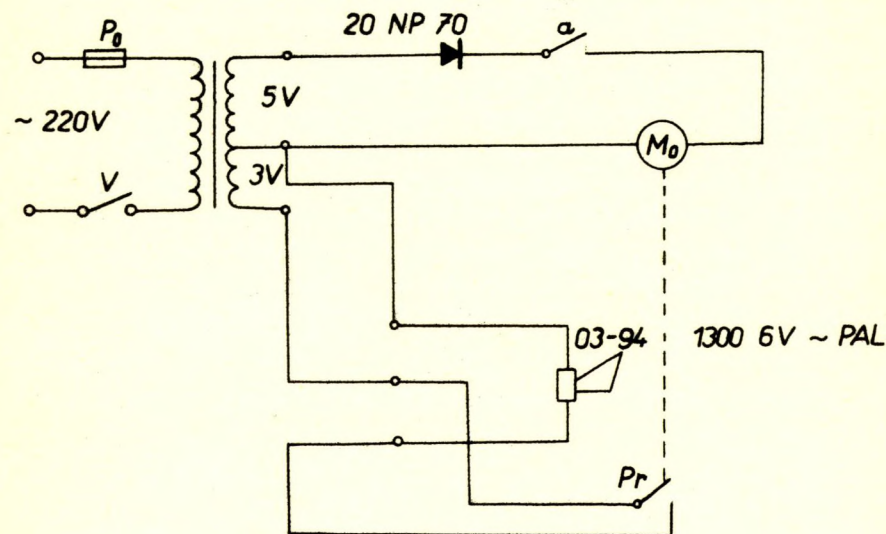 20 NP 70
P₀
a
5V
~ 220V
M₀
V
3V
03-94
1300 6V ~ PAL
Pr